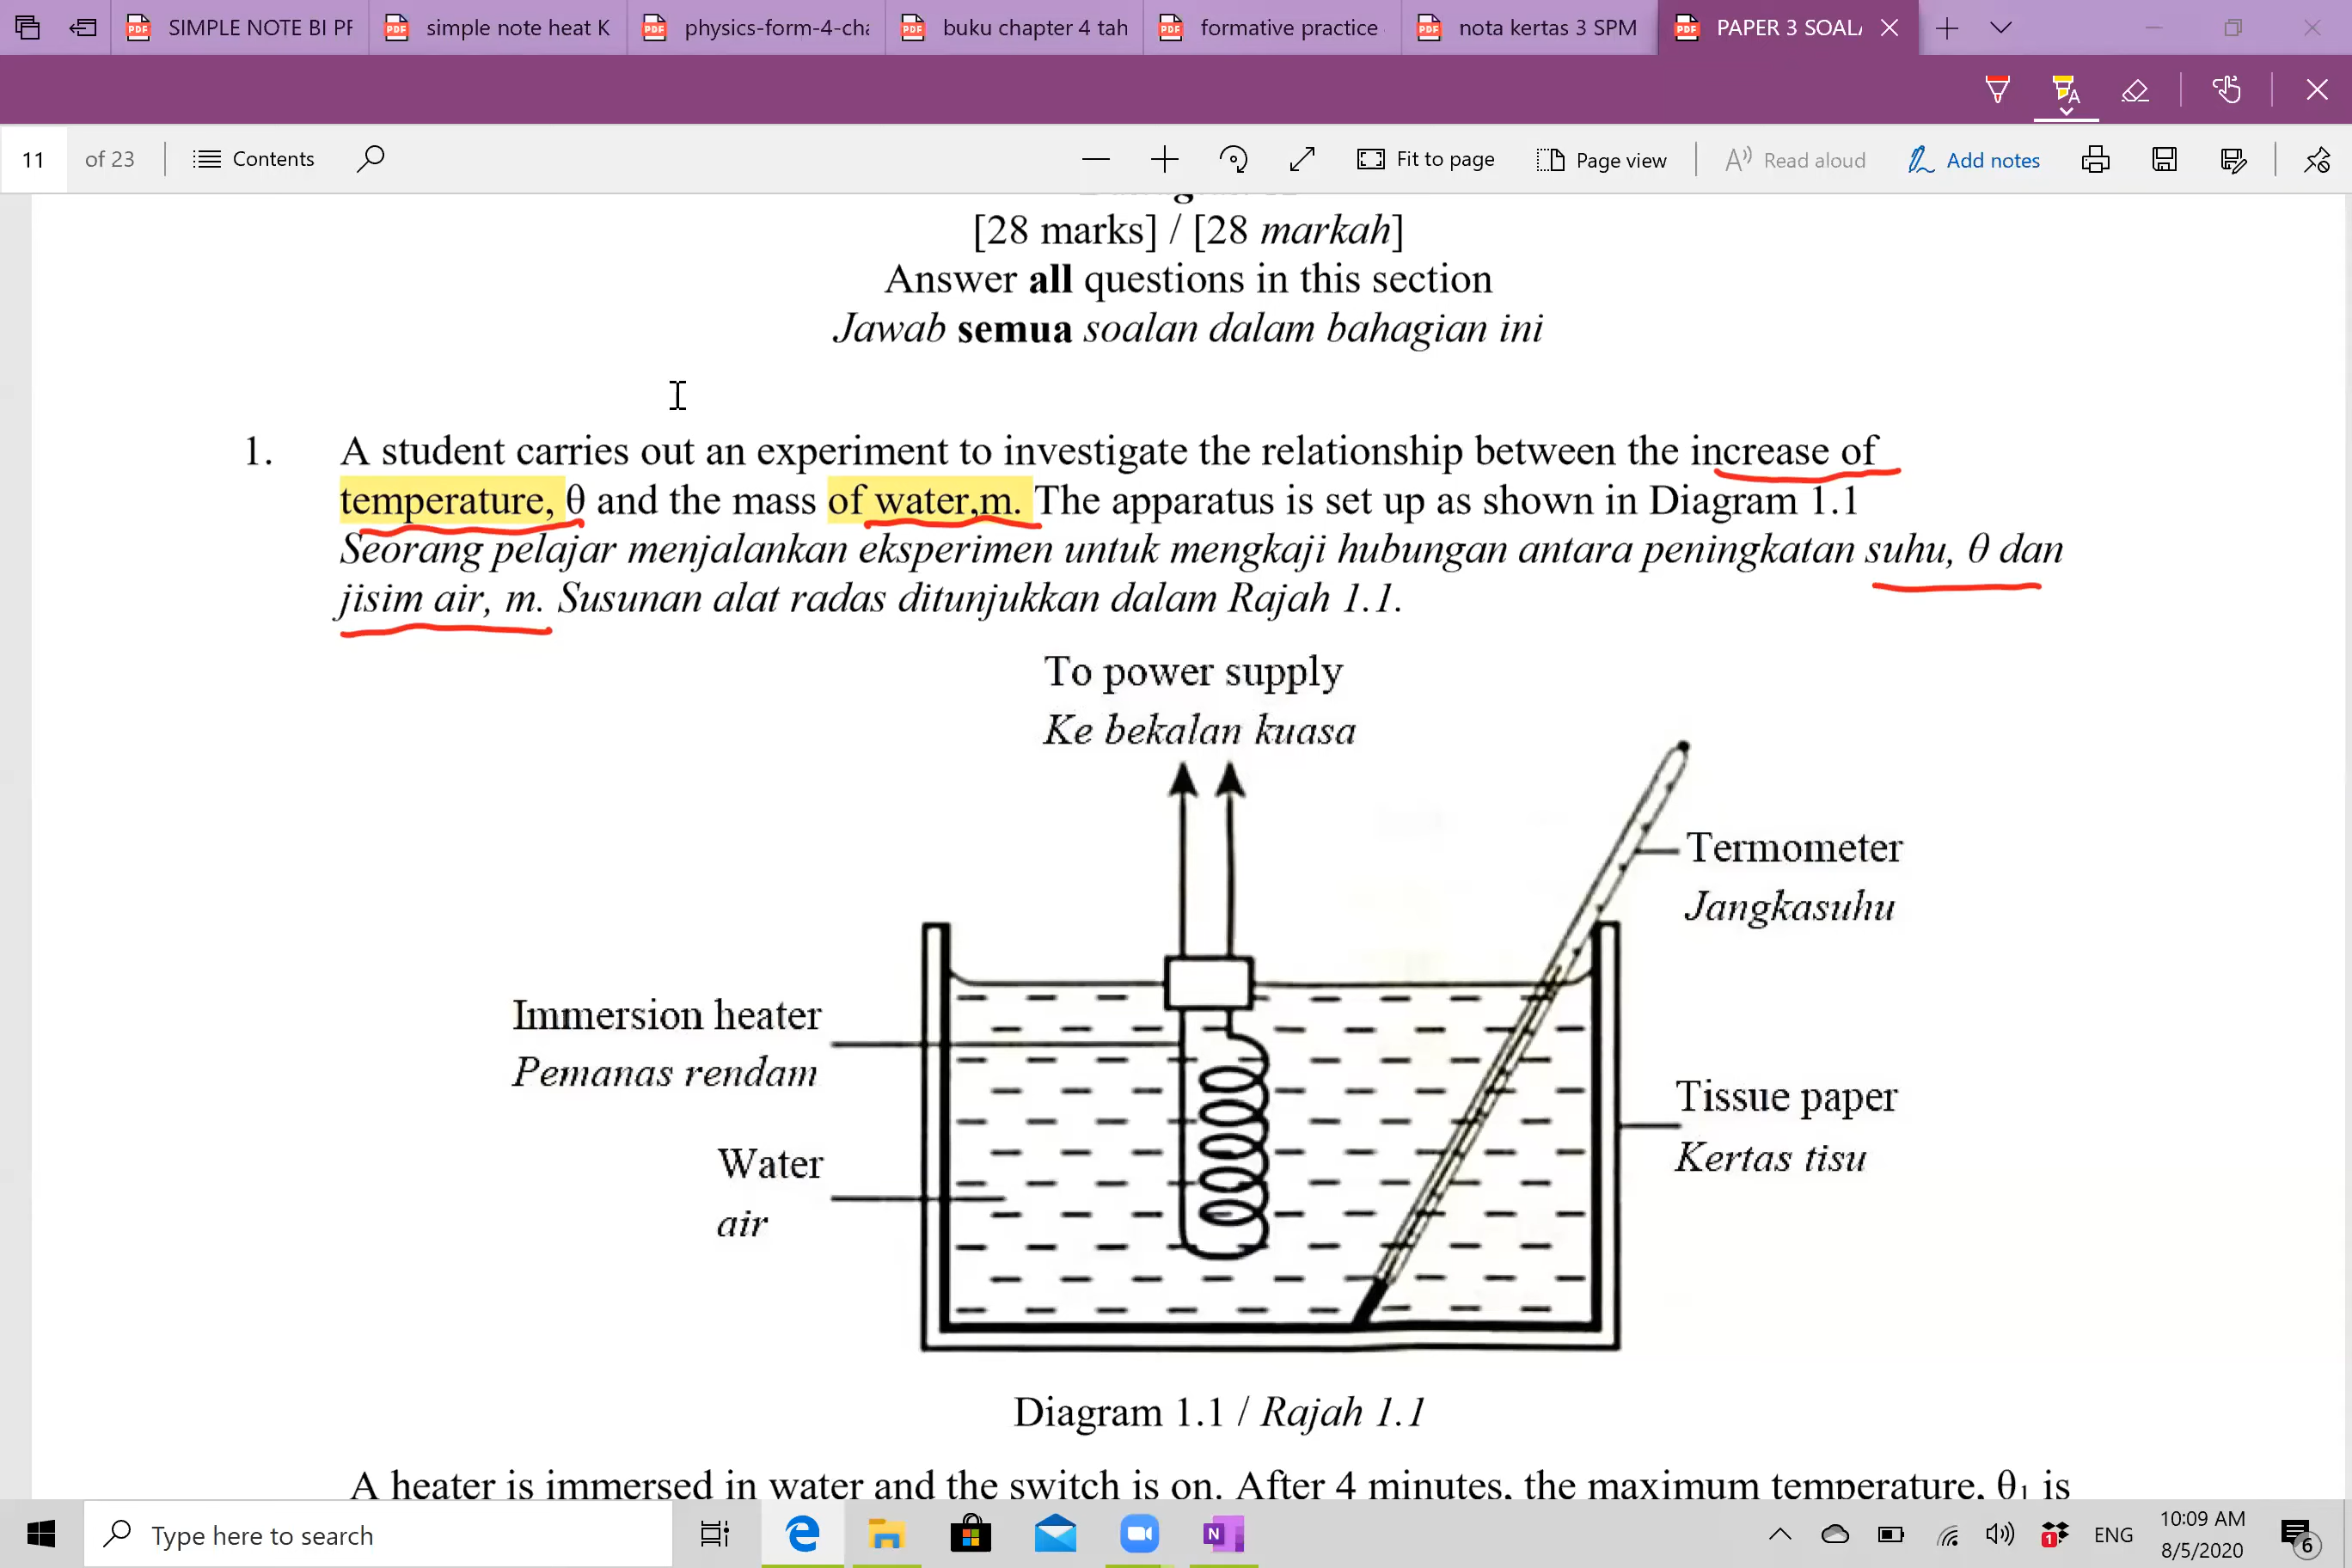 SIMPLE NOTE BI PF
simple note heat K
physics-form-4-cha
buku chapter 4 tah
formative practice
nota kertas 3 SPM
PAPER 3 SOAL
11 of 23
Contents
Fit to page
Page view
Read aloud
Add notes
[28 marks] / [28 markah]
Answer all questions in this section
Jawab semua soalan dalam bahagian ini
1. A student carries out an experiment to investigate the relationship between the increase of
temperature, θ and the mass of water,m. The apparatus is set up as shown in Diagram 1.1
Seorang pelajar menjalankan eksperimen untuk mengkaji hubungan antara peningkatan suhu, θ dan
jisim air, m. Susunan alat radas ditunjukkan dalam Rajah 1.1.
To power supply
Ke bekalan kuasa
Termometer
Jangkasuhu
Immersion heater
Pemanas rendam
Tissue paper
Kertas tisu
Water
air
Diagram 1.1 / Rajah 1.1
A heater is immersed in water and the switch is on. After 4 minutes, the maximum temperature, θ₁ is
Type here to search
ENG
10:09 AM
8/5/2020
6